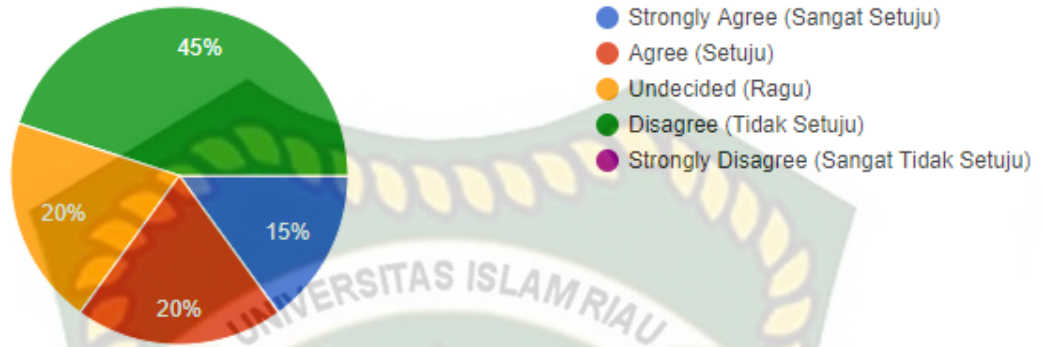 Strongly Agree (Sangat Setuju)
Agree (Setuju)
Undecided (Ragu)
Disagree (Tidak Setuju)
Strongly Disagree (Sangat Tidak Setuju)
45%
20%
15%
20%
UNIVERSITAS ISLAM RIAU